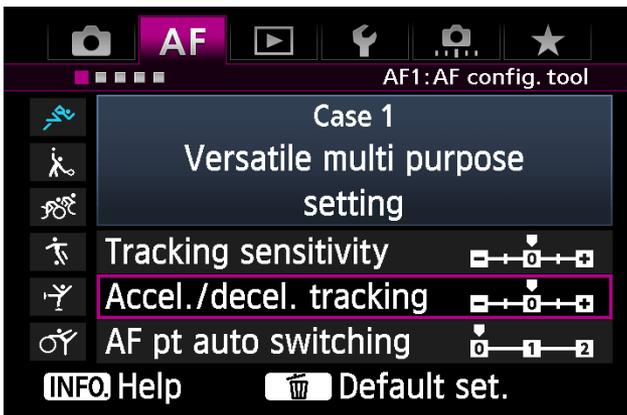 AF
AF1:AF config. tool
Case 1
Versatile multi purpose
setting
Tracking sensitivity - 0 +
Accel./decel. tracking - 0 +
AF pt auto switching 0 1 2
INFO. Help Default set.